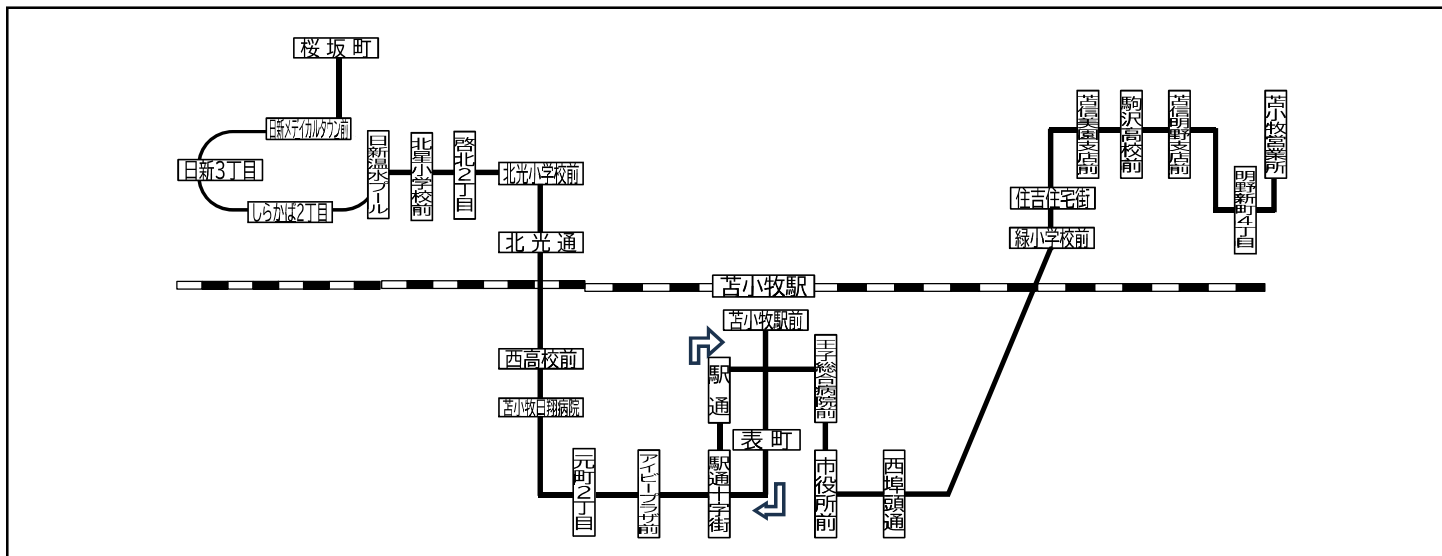 桜坂町
日新メデイカルタウン前
日新3丁目
しらかば2丁目
日新温水プール
北星小学校前
啓北2丁目
北光小学校前
北光通
西高校前
苫小牧日翔病院
元町2丁目
アイビープラザ前
駅通十字街
駅通
苫小牧駅
苫小牧駅前
表町
王子総合病院前
市役所前
西埠頭通
緑小学校前
住吉住宅街
苫信美園支店前
駒沢高校前
苫信明野支店前
明野新町4丁目
苫小牧営業所